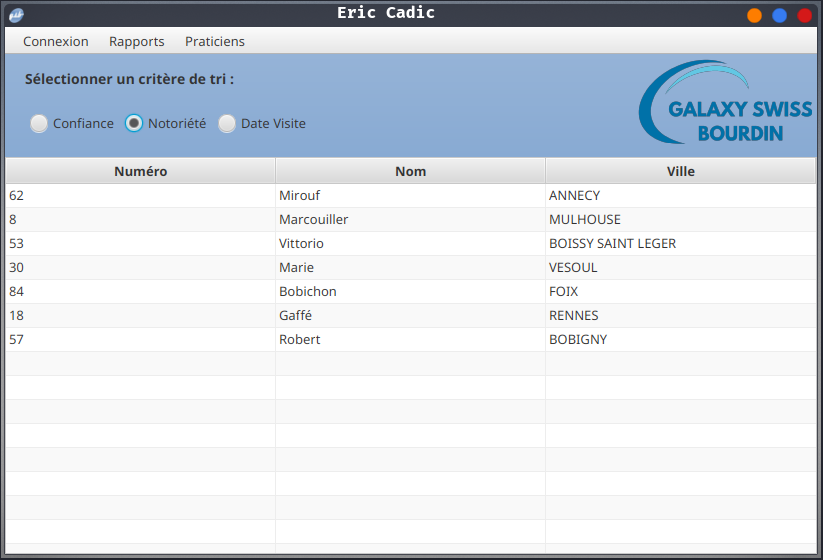 Eric Cadic
Connexion Rapports Praticiens
Sélectionner un critère de tri :
Confiance Notoriété Date Visite
GALAXY SWISS
BOURDIN
Numéro Nom Ville
62 Mirouf ANNECY
8 Marcouiller MULHOUSE
53 Vittorio BOISSY SAINT LEGER
30 Marie VESOUL
84 Bobichon FOIX
18 Gaffé RENNES
57 Robert BOBIGNY